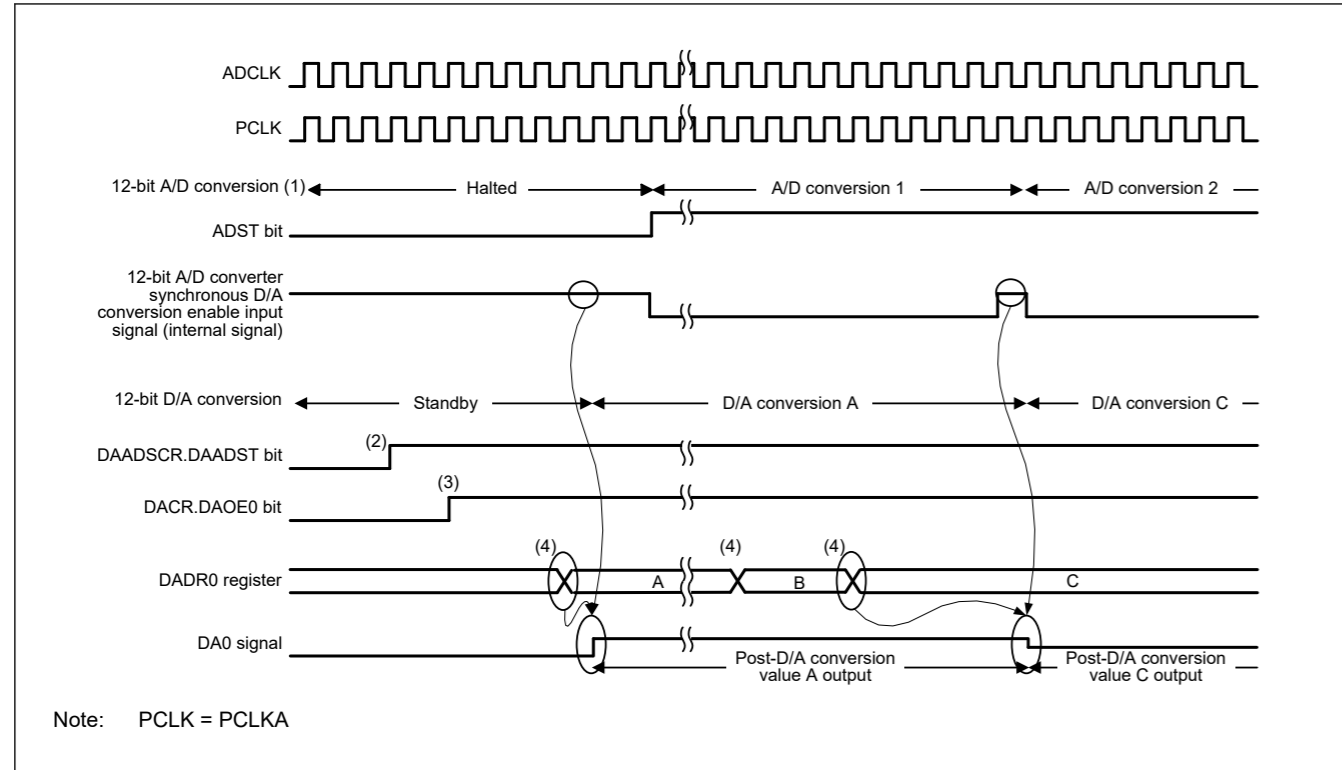 ADCLK
PCLK
12-bit A/D conversion (1) Halted A/D conversion 1 A/D conversion 2
ADST bit
12-bit A/D converter
synchronous D/A
conversion enable input
signal (internal signal)
12-bit D/A conversion Standby D/A conversion A D/A conversion C
DAADSCR.DAADST bit (2)
DACR.DAOE0 bit (3)
(4) (4) (4)
DADR0 register A B C
DA0 signal
Post-D/A conversion
value A output
Post-D/A conversion
value C output
Note: PCLK = PCLKA